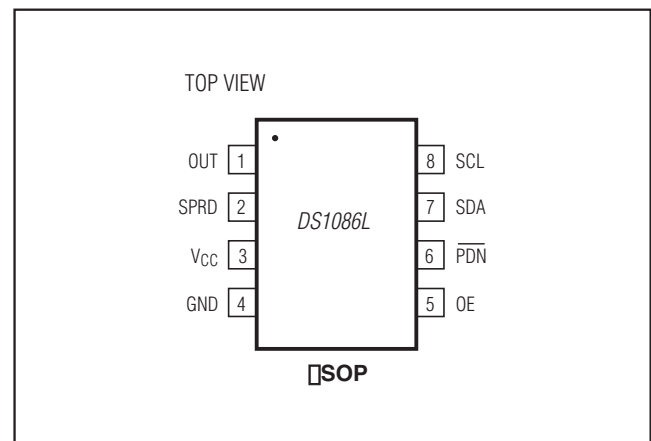 TOP VIEW
OUT 1 8 SCL
SPRD 2 7 SDA
DS1086L
VCC 3 6 P̅D̅N̅
GND 4 5 OE
▯SOP